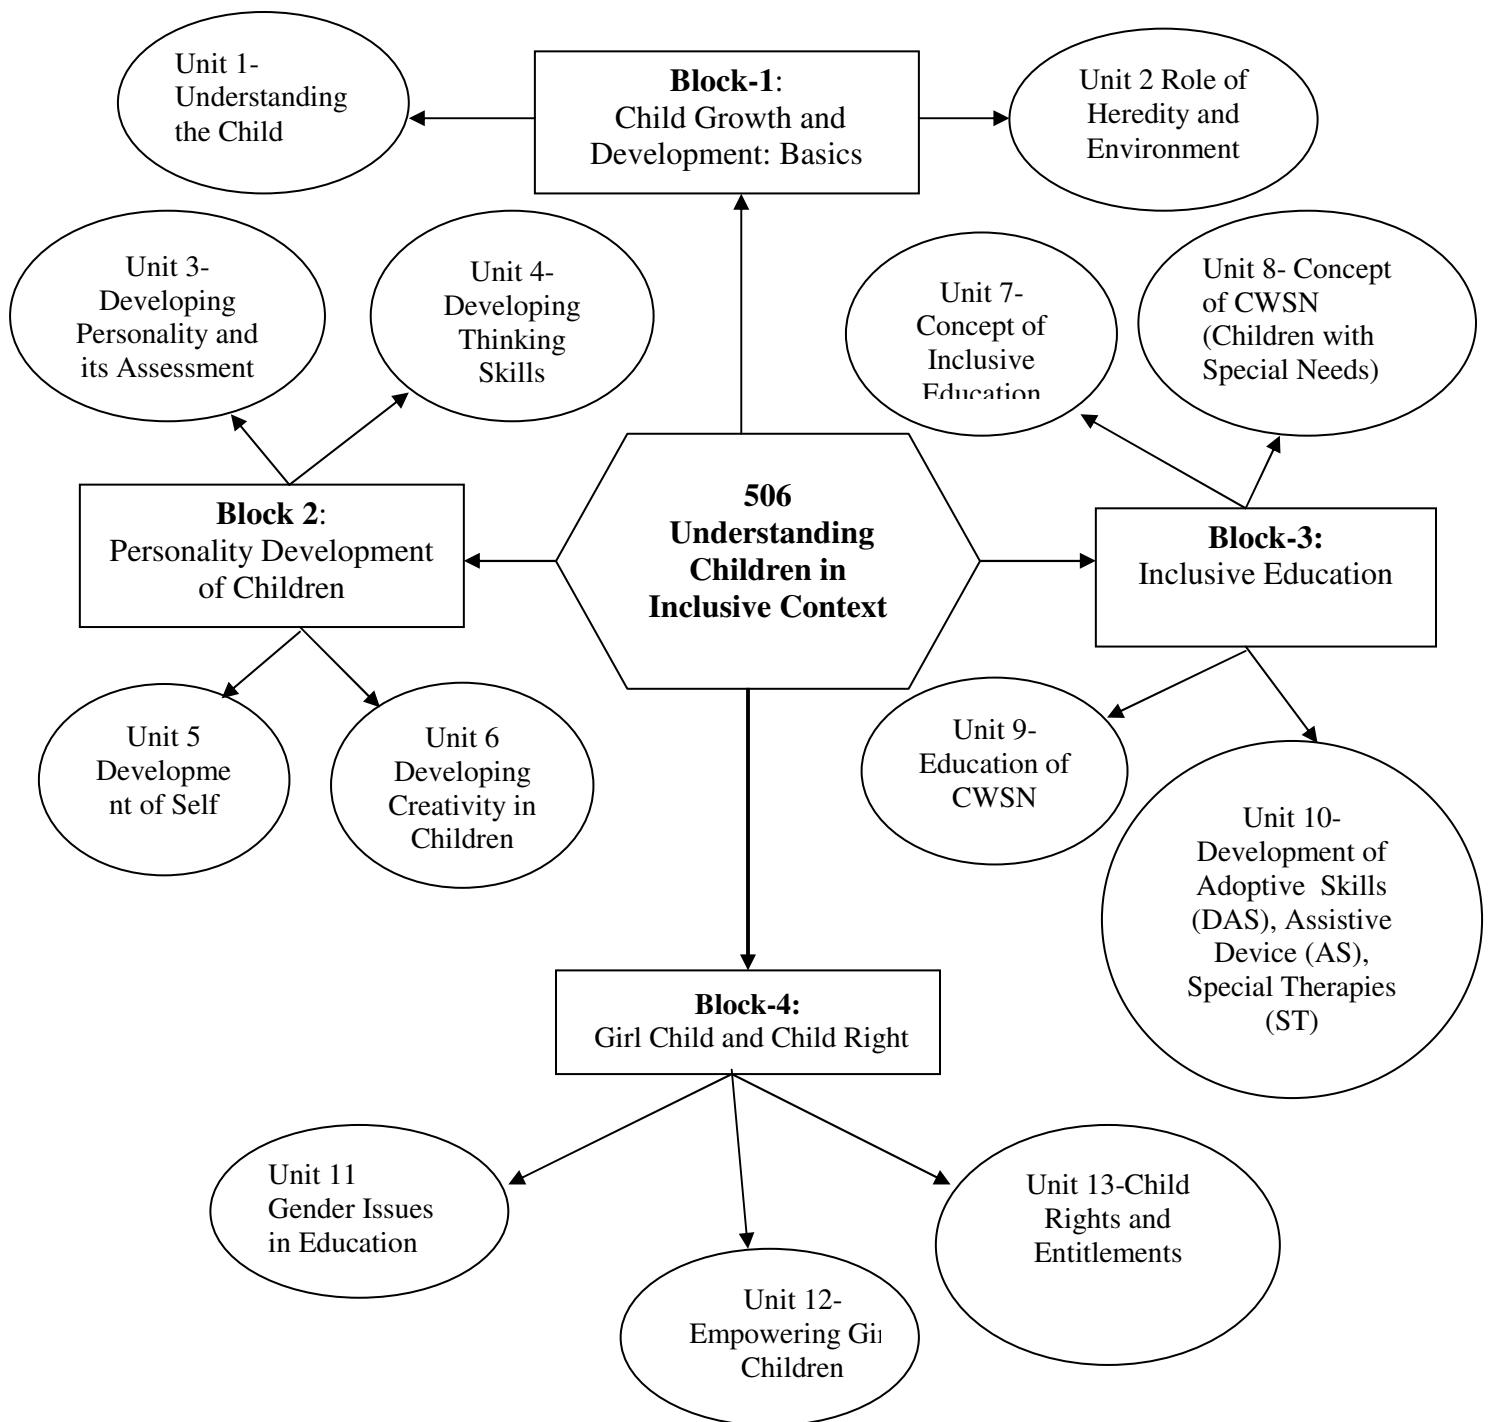 Unit 1-
Understanding
the Child
Block-1:
Child Growth and
Development: Basics
Unit 2 Role of
Heredity and
Environment
Unit 3-
Developing
Personality and
its Assessment
Unit 4-
Developing
Thinking
Skills
Unit 7-
Concept of
Inclusive
Education
Unit 8- Concept
of CWSN
(Children with
Special Needs)
Block 2:
Personality Development
of Children
506
Understanding
Children in
Inclusive Context
Block-3:
Inclusive Education
Unit 5
Developme
nt of Self
Unit 6
Developing
Creativity in
Children
Unit 9-
Education of
CWSN
Unit 10-
Development of
Adoptive Skills
(DAS), Assistive
Device (AS),
Special Therapies
(ST)
Block-4:
Girl Child and Child Right
Unit 11
Gender Issues
in Education
Unit 12-
Empowering
Children
Unit 13-Child
Rights and
Entitlements